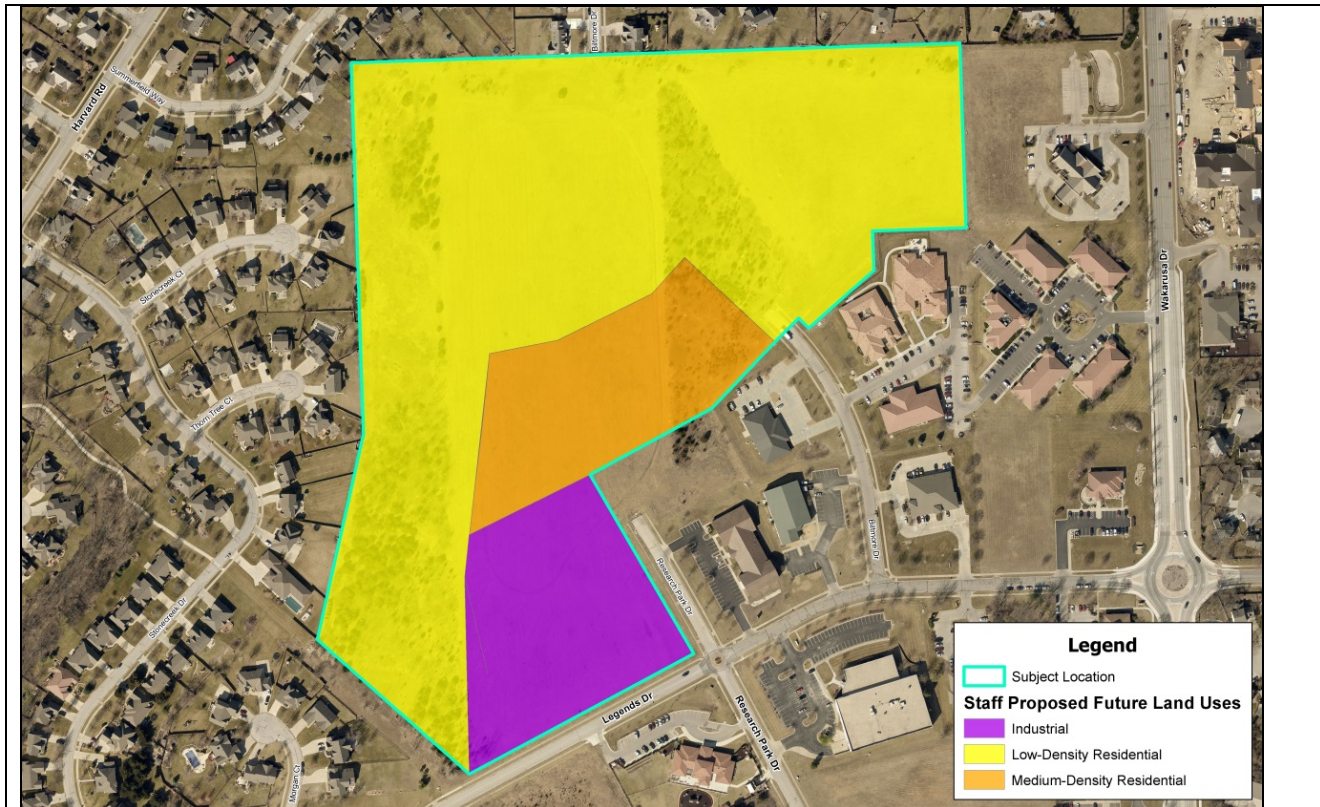 Biltmore Dr
Summerfield Way
Harvard Rd
Stonecreek Ct
Wakarusa Dr
Thorn Tree Ct
Biltmore Dr
Research Park Dr
Stonecreek Dr
Legends Dr
Research Park Dr
Morgan Ct
Legend
Subject Location
Staff Proposed Future Land Uses
Industrial
Low-Density Residential
Medium-Density Residential